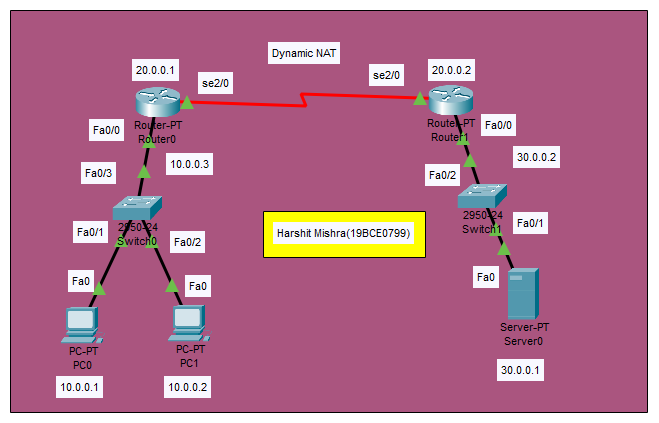 Dynamic NAT
20.0.0.1
se2/0
se2/0
20.0.0.2
Router-PT
Router0
Router-PT
Router1
Fa0/0
Fa0/0
Fa0/3
10.0.0.3
Fa0/2
30.0.0.2
2950-24
Switch0
2950-24
Switch1
Fa0/1
Fa0/2
Harshit Mishra(19BCE0799)
Fa0/1
Fa0
Fa0
Fa0
PC-PT
PC0
PC-PT
PC1
Server-PT
Server0
10.0.0.1
10.0.0.2
30.0.0.1